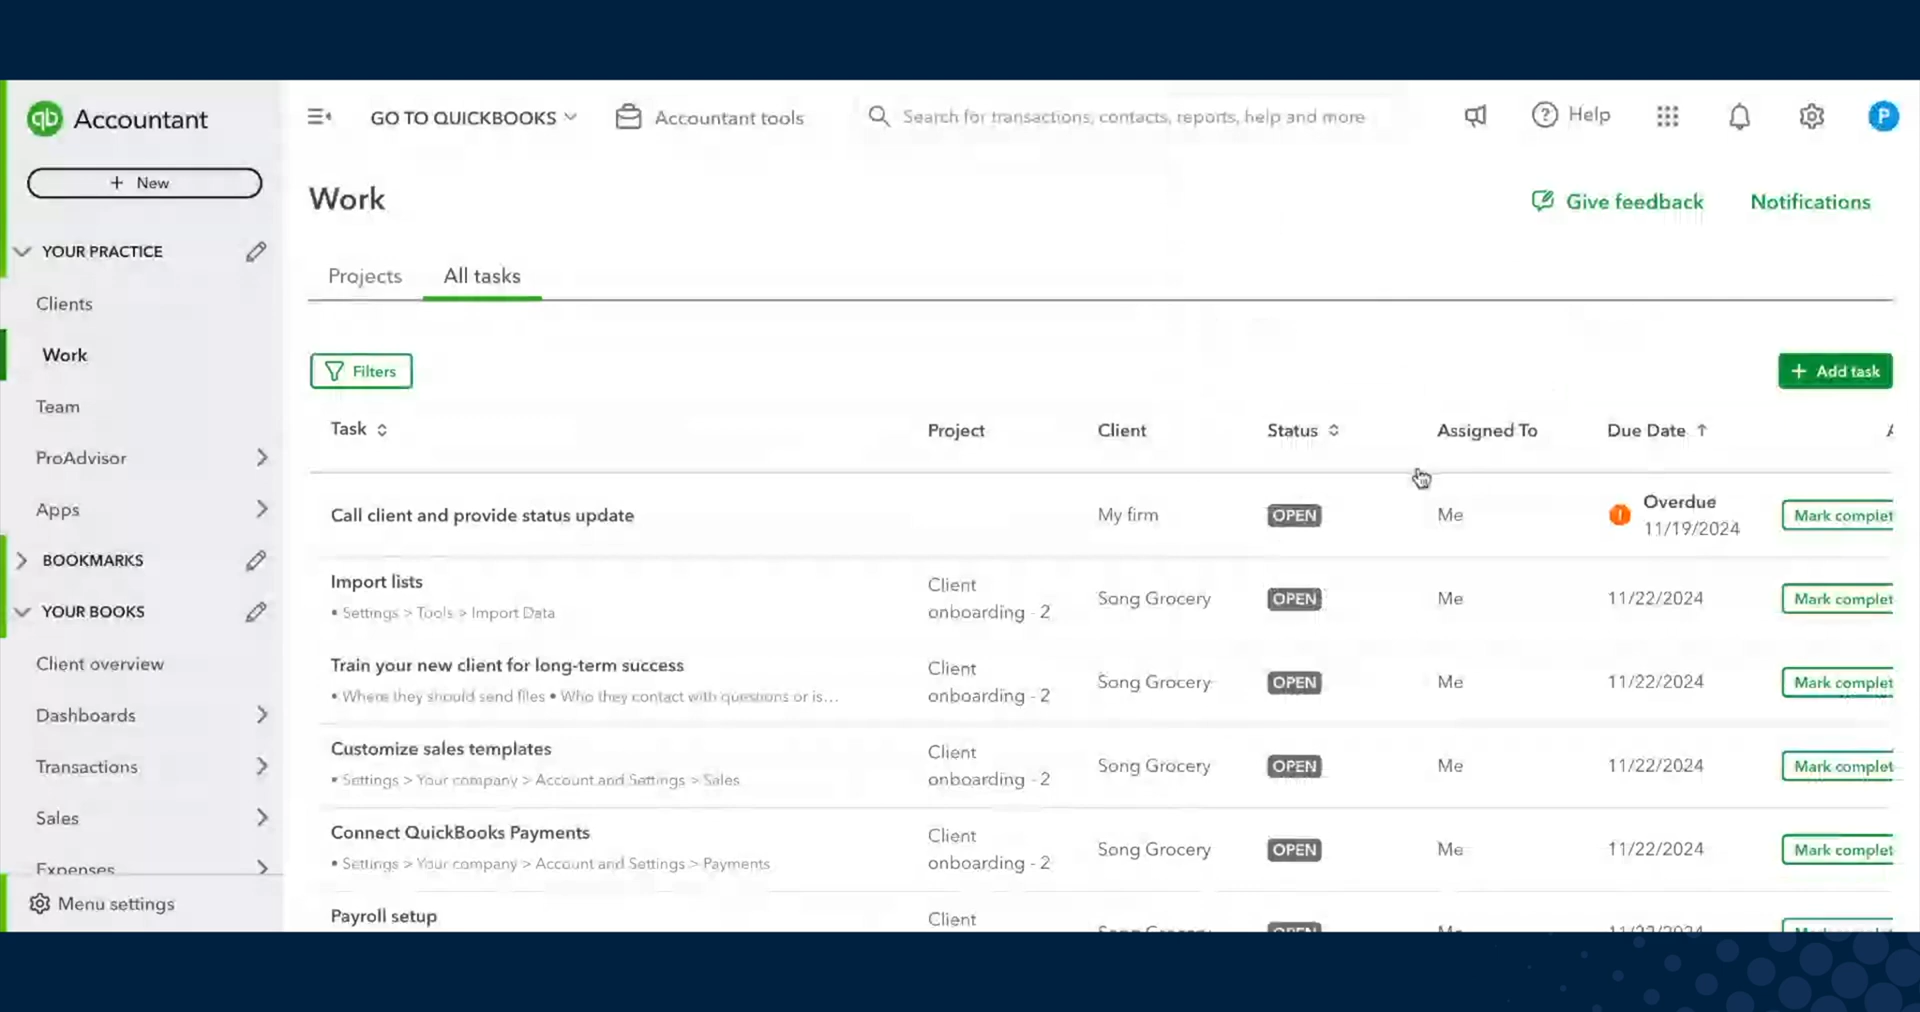 qb Accountant
GO TO QUICKBOOKS
Accountant tools
Search for transactions, contacts, reports, help and more
Help
P
+ New
Work
Give feedback
Notifications
YOUR PRACTICE
Clients
Work
Team
ProAdvisor
Apps
BOOKMARKS
YOUR BOOKS
Client overview
Dashboards
Transactions
Sales
Expenses
Menu settings
Projects
All tasks
Filters
+ Add task
Task
Project
Client
Status
Assigned To
Due Date
Call client and provide status update
My firm
OPEN
Me
Overdue
11/19/2024
Mark complet
Import lists
• Settings > Tools > Import Data
Client
onboarding - 2
Song Grocery
OPEN
Me
11/22/2024
Mark complet
Train your new client for long-term success
• Where they should send files • Who they contact with questions or is...
Client
onboarding - 2
Song Grocery
OPEN
Me
11/22/2024
Mark complet
Customize sales templates
• Settings > Your company > Account and Settings > Sales
Client
onboarding - 2
Song Grocery
OPEN
Me
11/22/2024
Mark complet
Connect QuickBooks Payments
• Settings > Your company > Account and Settings > Payments
Client
onboarding - 2
Song Grocery
OPEN
Me
11/22/2024
Mark complet
Payroll setup
Client
Song Grocery
OPEN
Me
11/22/2024